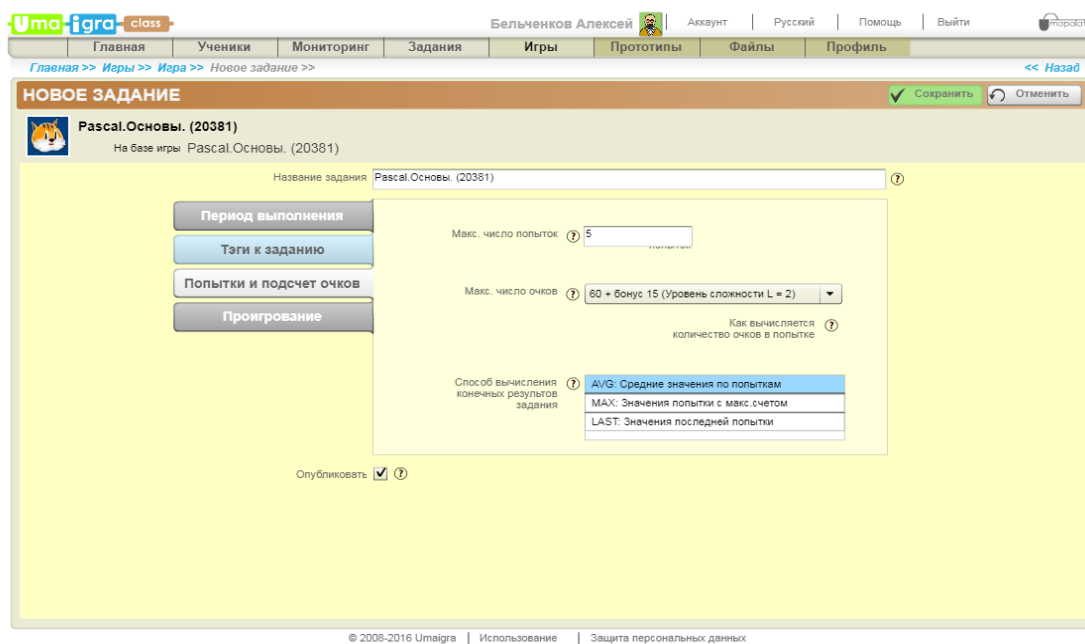 Uma-igra-class
Бельченков Алексей Аккаунт Русский Помощь Выйти mapalata
Главная Ученики Мониторинг Задания Игры Прототипы Файлы Профиль
Главная >> Игры >> Игра >> Новое задание >> << Назад
НОВОЕ ЗАДАНИЕ Сохранить Отменить
Pascal.Основы. (20381)
На базе игры Pascal.Основы. (20381)
Название задания Pascal.Основы. (20381) ?
Период выполнения
Тэги к заданию
Попытки и подсчет очков
Проигрование
Макс. число попыток ? 5
попыток
Макс. число очков ? 60 + бонус 15 (Уровень сложности L = 2)
Как вычисляется ?
количество очков в попытке
Способ вычисления ?
конечных результов
задания
AVG: Средние значения по попыткам
MAX: Значения попытки с макс.счетом
LAST: Значения последней попытки
Опубликовать ?
© 2008-2016 Umaigra | Использование | Защита персональных данных